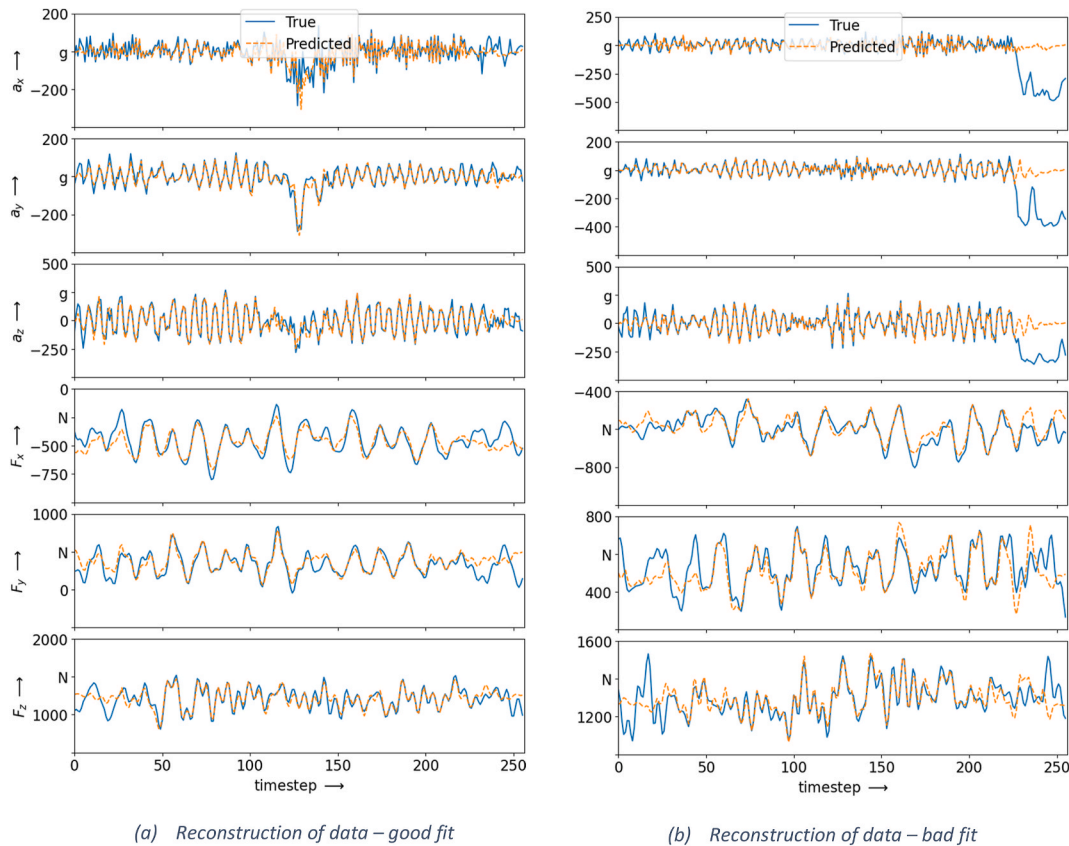 200
g
−200
a_x ⟶
True
Predicted
200
g
−200
a_y ⟶
500
g
0
−250
a_z ⟶
0
N
−500
−750
F_x ⟶
1000
N
0
F_y ⟶
2000
N
1000
F_z ⟶
0 50 100 150 200 250
timestep ⟶
(a) Reconstruction of data – good fit
250
g
−250
−500
True
Predicted
200
g
−200
−400
500
g
0
−250
−400
N
−800
800
N
400
1600
N
1200
0 50 100 150 200 250
timestep ⟶
(b) Reconstruction of data – bad fit